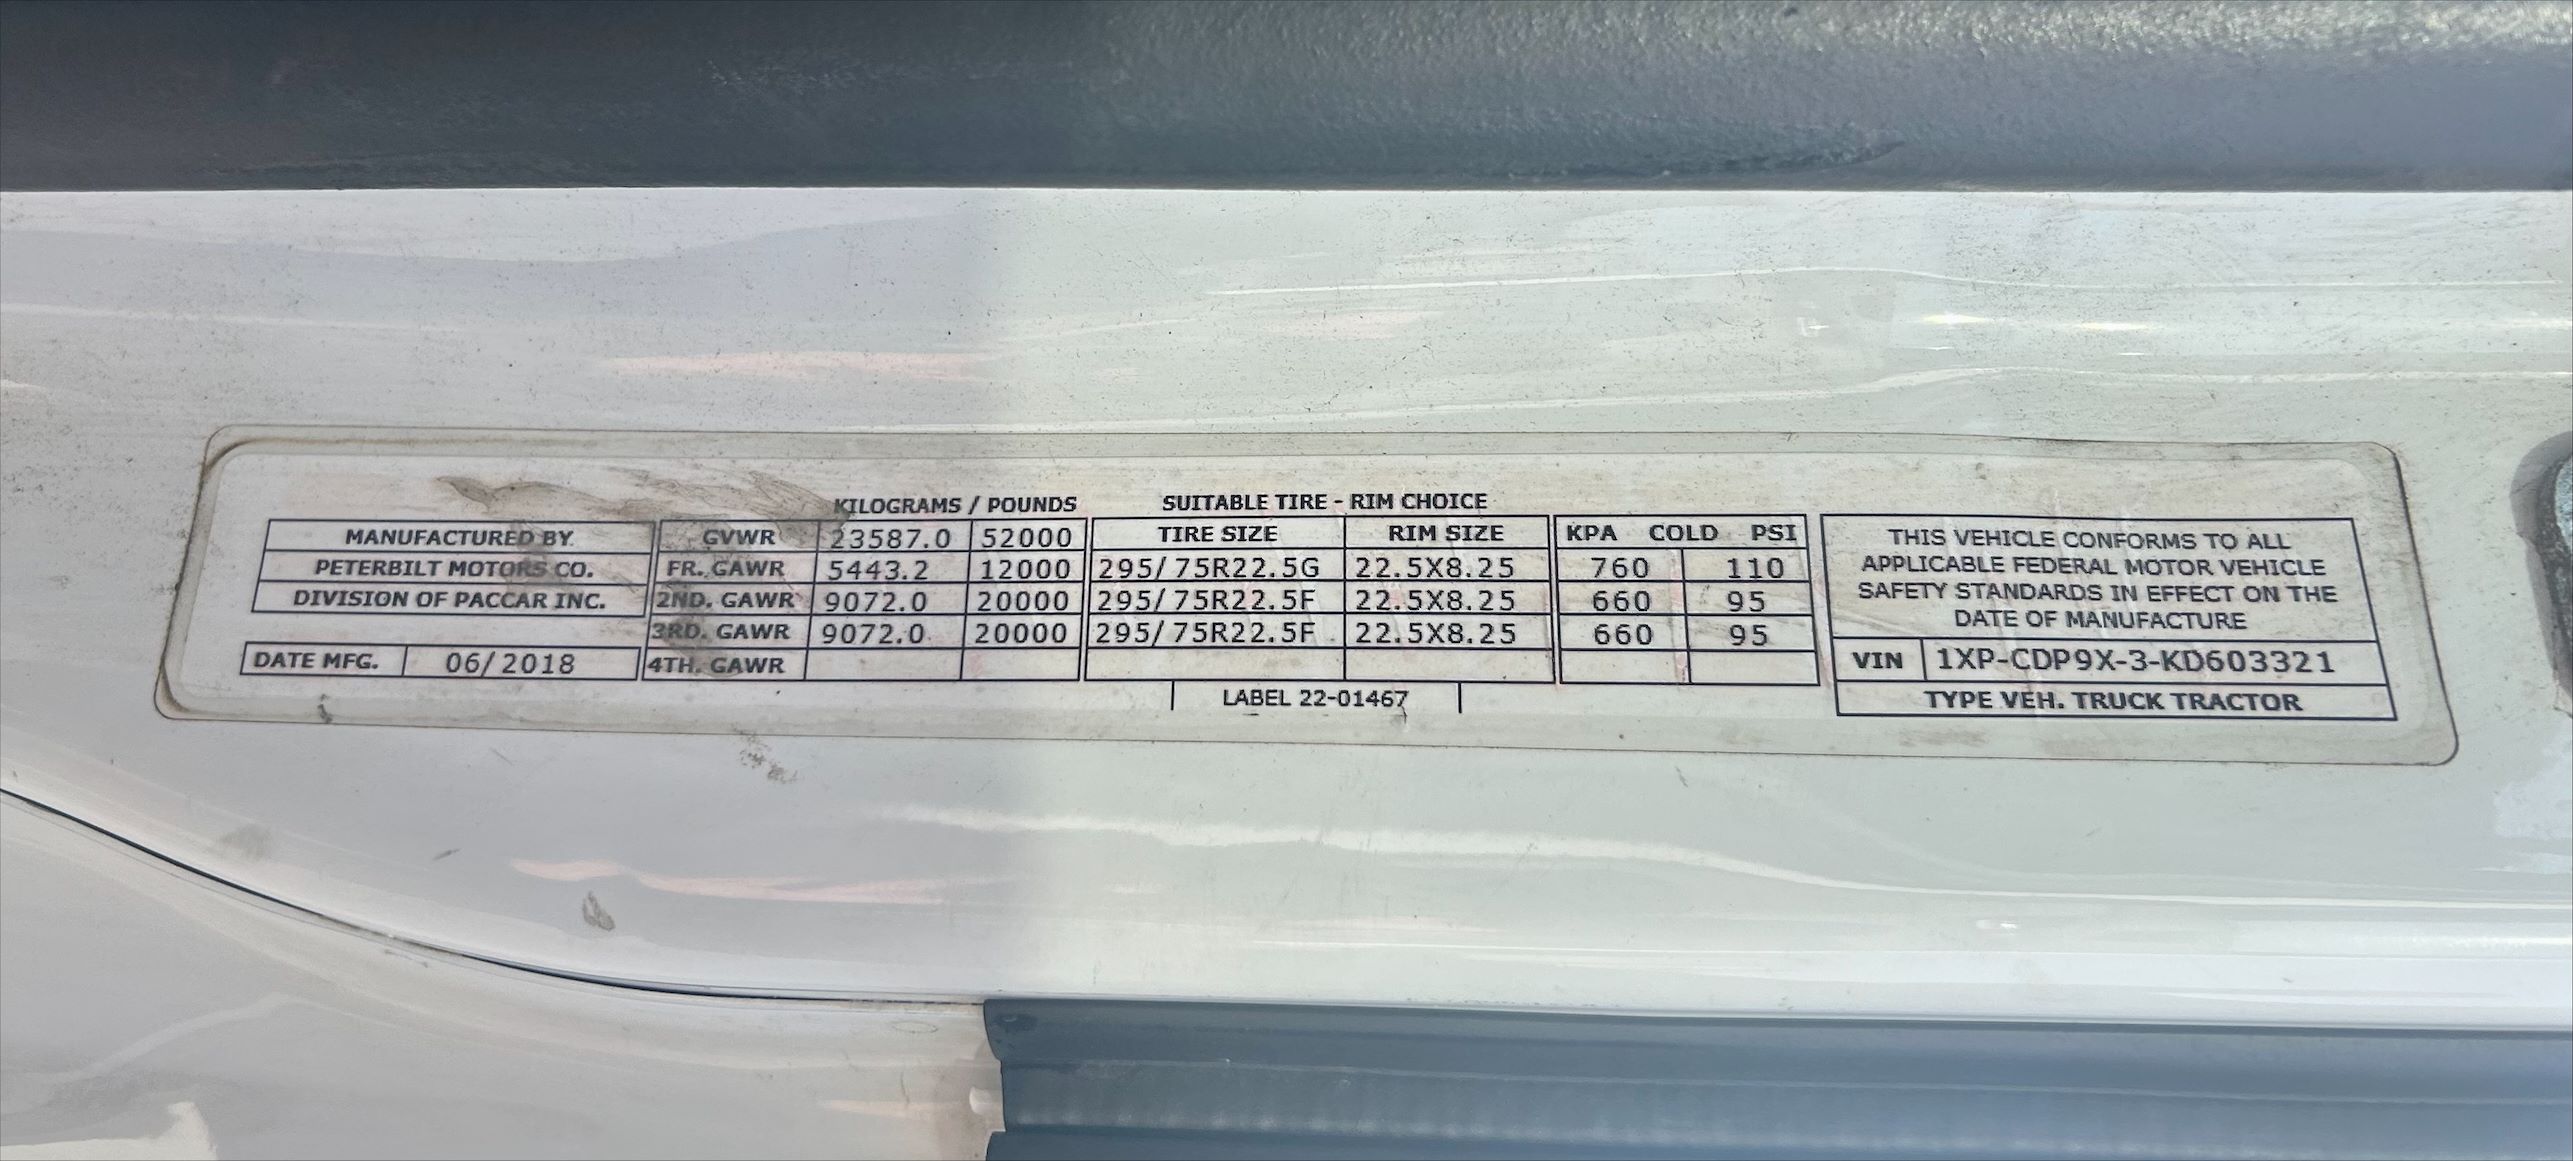 KILOGRAMS / POUNDS SUITABLE TIRE - RIM CHOICE
MANUFACTURED BY GVWR 23587.0 52000 TIRE SIZE RIM SIZE KPA COLD PSI
PETERBILT MOTORS CO. FR. GAWR 5443.2 12000 295/75R22.5G 22.5X8.25 760 110
DIVISION OF PACCAR INC. 2ND. GAWR 9072.0 20000 295/75R22.5F 22.5X8.25 660 95
3RD. GAWR 9072.0 20000 295/75R22.5F 22.5X8.25 660 95
DATE MFG. 06/2018 4TH. GAWR
LABEL 22-01467
THIS VEHICLE CONFORMS TO ALL
APPLICABLE FEDERAL MOTOR VEHICLE
SAFETY STANDARDS IN EFFECT ON THE
DATE OF MANUFACTURE
VIN 1XP-CDP9X-3-KD603321
TYPE VEH. TRUCK TRACTOR